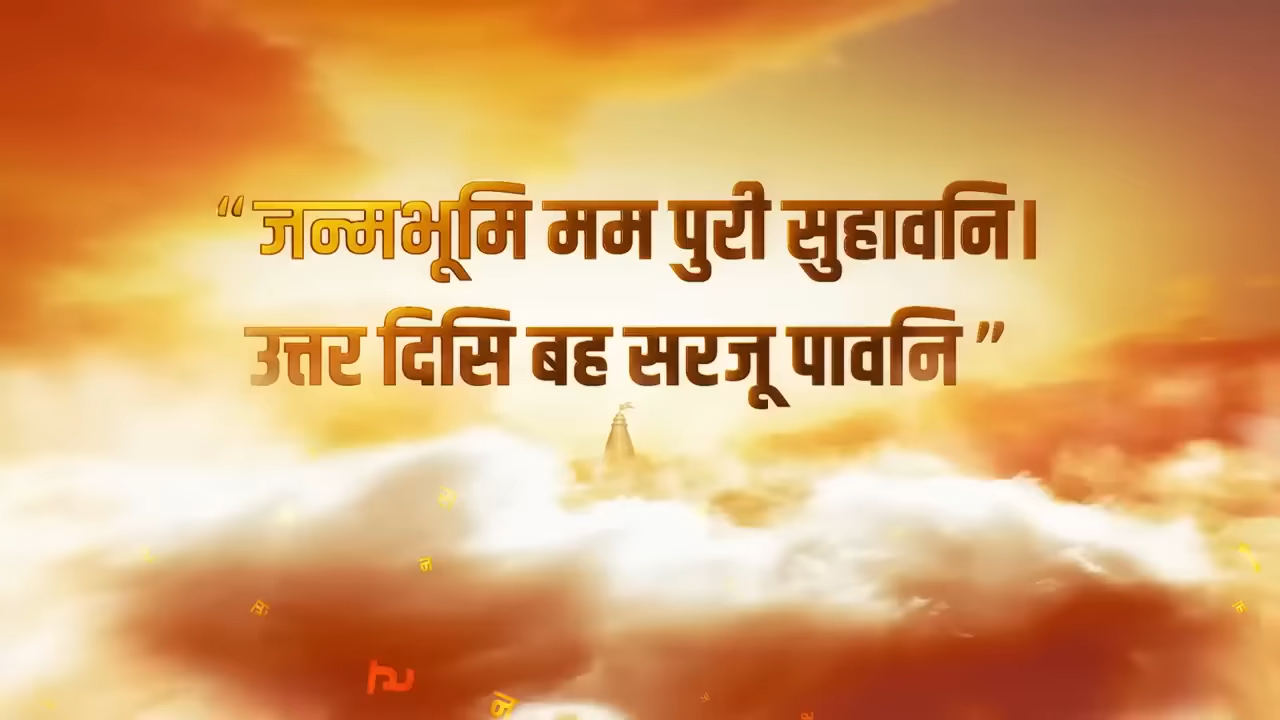 “जन्मभूमि मम पुरी सुहावनि।
उत्तर दिसि बह सरजू पावनि”